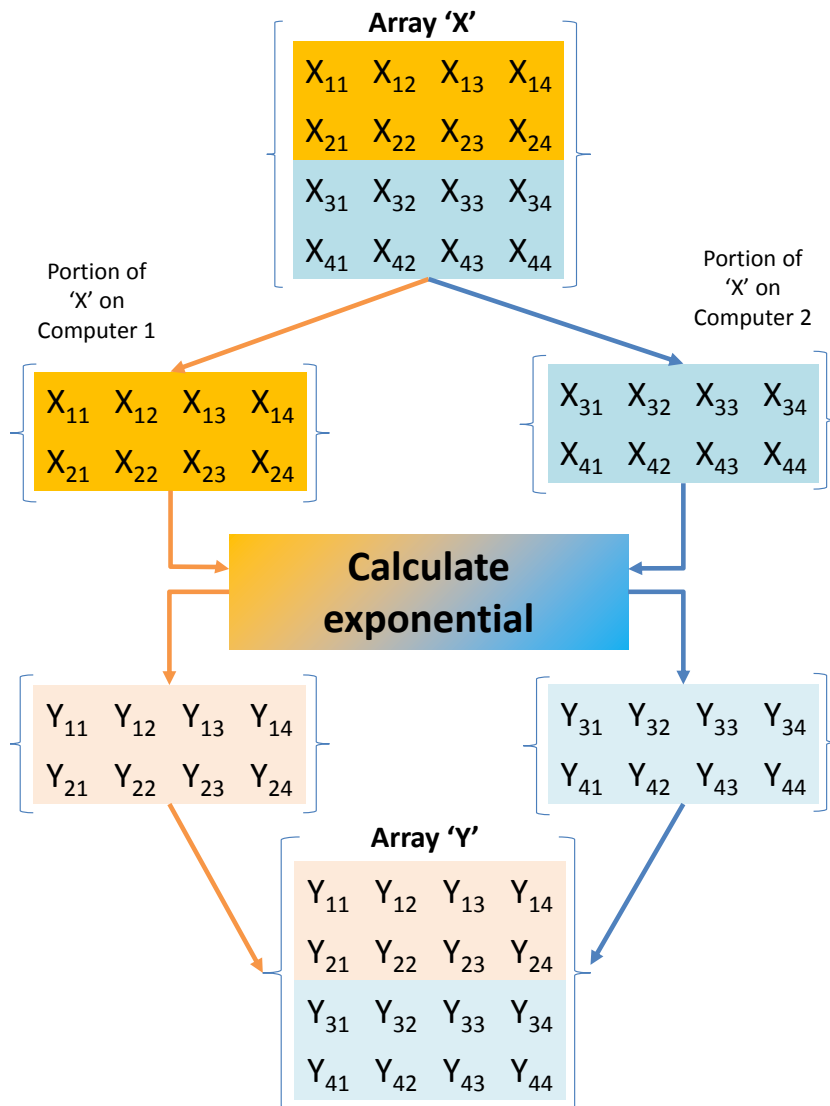 Array ‘X’
X₁₁ X₁₂ X₁₃ X₁₄
X₂₁ X₂₂ X₂₃ X₂₄
X₃₁ X₃₂ X₃₃ X₃₄
X₄₁ X₄₂ X₄₃ X₄₄
Portion of
‘X’ on
Computer 1
Portion of
‘X’ on
Computer 2
X₁₁ X₁₂ X₁₃ X₁₄
X₂₁ X₂₂ X₂₃ X₂₄
X₃₁ X₃₂ X₃₃ X₃₄
X₄₁ X₄₂ X₄₃ X₄₄
Calculate
exponential
Y₁₁ Y₁₂ Y₁₃ Y₁₄
Y₂₁ Y₂₂ Y₂₃ Y₂₄
Y₃₁ Y₃₂ Y₃₃ Y₃₄
Y₄₁ Y₄₂ Y₄₃ Y₄₄
Array ‘Y’
Y₁₁ Y₁₂ Y₁₃ Y₁₄
Y₂₁ Y₂₂ Y₂₃ Y₂₄
Y₃₁ Y₃₂ Y₃₃ Y₃₄
Y₄₁ Y₄₂ Y₄₃ Y₄₄